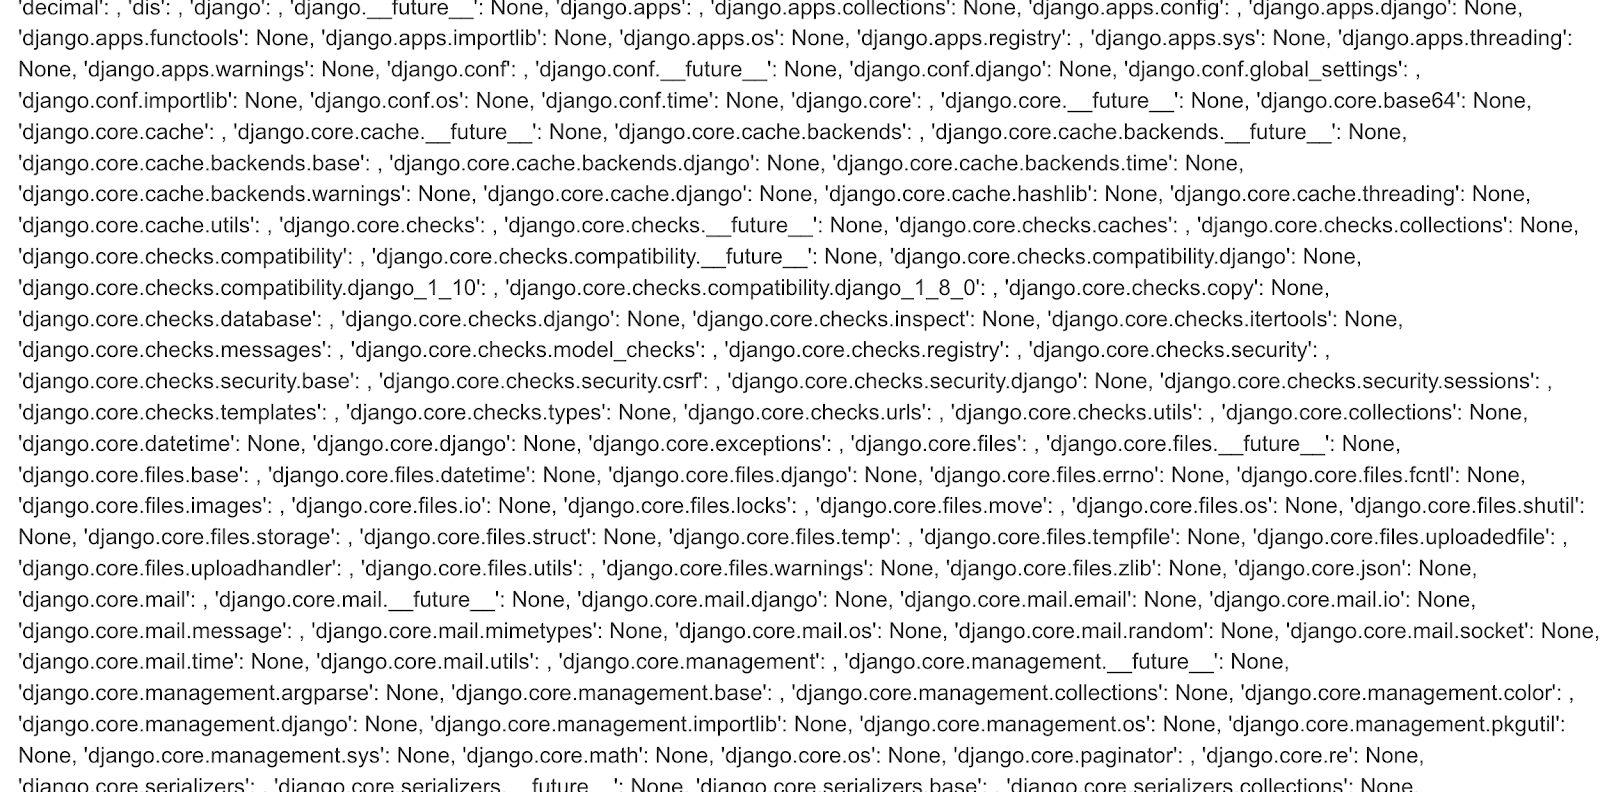 'decimal': , 'dis': , 'django': , 'django.__future__': None, 'django.apps': , 'django.apps.collections': None, 'django.apps.config': , 'django.apps.django': None,
'django.apps.functools': None, 'django.apps.importlib': None, 'django.apps.os': None, 'django.apps.registry': , 'django.apps.sys': None, 'django.apps.threading':
None, 'django.apps.warnings': None, 'django.conf': , 'django.conf.__future__': None, 'django.conf.django': None, 'django.conf.global_settings': ,
'django.conf.importlib': None, 'django.conf.os': None, 'django.conf.time': None, 'django.core': , 'django.core.__future__': None, 'django.core.base64': None,
'django.core.cache': , 'django.core.cache.__future__': None, 'django.core.cache.backends': , 'django.core.cache.backends.__future__': None,
'django.core.cache.backends.base': , 'django.core.cache.backends.django': None, 'django.core.cache.backends.time': None,
'django.core.cache.backends.warnings': None, 'django.core.cache.django': None, 'django.core.cache.hashlib': None, 'django.core.cache.threading': None,
'django.core.cache.utils': , 'django.core.checks': , 'django.core.checks.__future__': None, 'django.core.checks.caches': , 'django.core.checks.collections': None,
'django.core.checks.compatibility': , 'django.core.checks.compatibility.__future__': None, 'django.core.checks.compatibility.django': None,
'django.core.checks.compatibility.django_1_10': , 'django.core.checks.compatibility.django_1_8_0': , 'django.core.checks.copy': None,
'django.core.checks.database': , 'django.core.checks.django': None, 'django.core.checks.inspect': None, 'django.core.checks.itertools': None,
'django.core.checks.messages': , 'django.core.checks.model_checks': , 'django.core.checks.registry': , 'django.core.checks.security': ,
'django.core.checks.security.base': , 'django.core.checks.security.csrf': , 'django.core.checks.security.django': None, 'django.core.checks.security.sessions': ,
'django.core.checks.templates': , 'django.core.checks.types': None, 'django.core.checks.urls': , 'django.core.checks.utils': , 'django.core.collections': None,
'django.core.datetime': None, 'django.core.django': None, 'django.core.exceptions': , 'django.core.files': , 'django.core.files.__future__': None,
'django.core.files.base': , 'django.core.files.datetime': None, 'django.core.files.django': None, 'django.core.files.errno': None, 'django.core.files.fcntl': None,
'django.core.files.images': , 'django.core.files.io': None, 'django.core.files.locks': , 'django.core.files.move': , 'django.core.files.os': None, 'django.core.files.shutil':
None, 'django.core.files.storage': , 'django.core.files.struct': None, 'django.core.files.temp': , 'django.core.files.tempfile': None, 'django.core.files.uploadedfile': ,
'django.core.files.uploadhandler': , 'django.core.files.utils': , 'django.core.files.warnings': None, 'django.core.files.zlib': None, 'django.core.json': None,
'django.core.mail': , 'django.core.mail.__future__': None, 'django.core.mail.django': None, 'django.core.mail.email': None, 'django.core.mail.io': None,
'django.core.mail.message': , 'django.core.mail.mimetypes': None, 'django.core.mail.os': None, 'django.core.mail.random': None, 'django.core.mail.socket': None,
'django.core.mail.time': None, 'django.core.mail.utils': , 'django.core.management': , 'django.core.management.__future__': None,
'django.core.management.argparse': None, 'django.core.management.base': , 'django.core.management.collections': None, 'django.core.management.color': ,
'django.core.management.django': None, 'django.core.management.importlib': None, 'django.core.management.os': None, 'django.core.management.pkgutil':
None, 'django.core.management.sys': None, 'django.core.math': None, 'django.core.os': None, 'django.core.paginator': , 'django.core.re': None,
'django.core.serializers': , 'django.core.serializers.__future__': None, 'django.core.serializers.base': , 'django.core.serializers.collections': None,